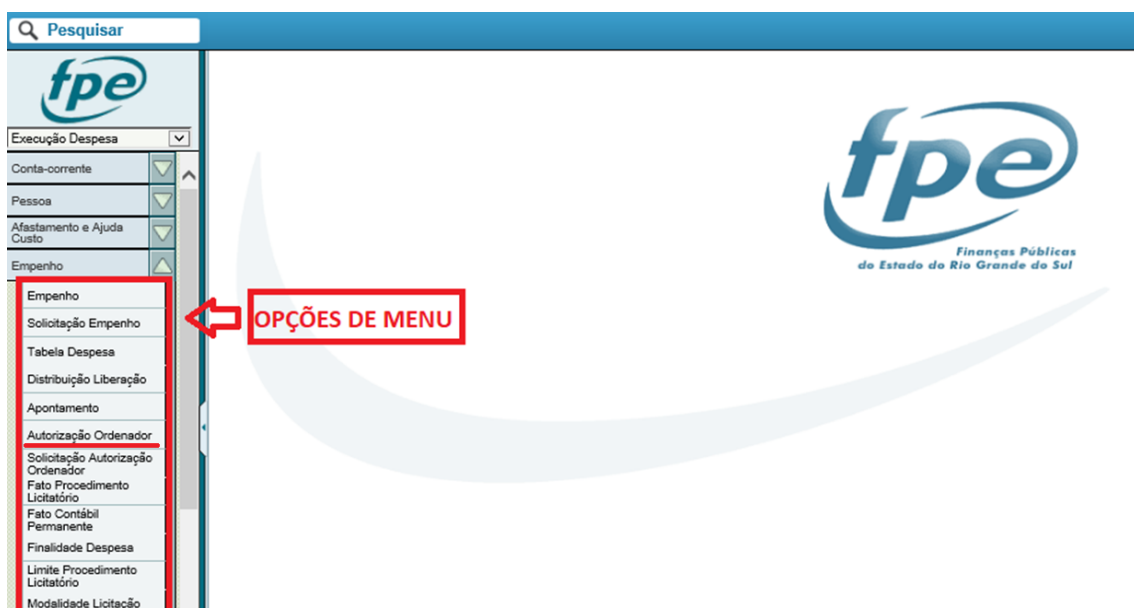 Pesquisar
fpe
Execução Despesa
Conta-corrente
Pessoa
Afastamento e Ajuda
Custo
Empenho
Empenho
Solicitação Empenho
Tabela Despesa
Distribuição Liberação
Apontamento
Autorização Ordenador
Solicitação Autorização
Ordenador
Fato Procedimento
Licitatório
Fato Contábil
Permanente
Finalidade Despesa
Limite Procedimento
Licitatório
Modalidade Licitação
OPÇÕES DE MENU
fpe
Finanças Públicas
do Estado do Rio Grande do Sul